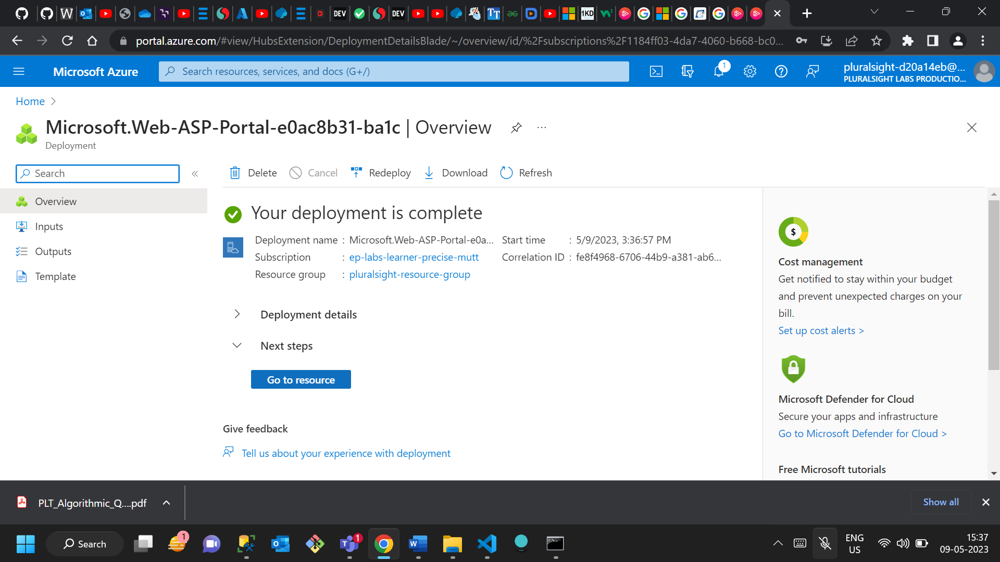 W
DEV
DEV
TT
1KD
portal.azure.com/#view/HubsExtension/DeploymentDetailsBlade/~/overview/id/%2Fsubscriptions%2F1184ff03-4da7-4060-b668-bc0...
Microsoft Azure
Search resources, services, and docs (G+/)
1
pluralsight-d20a14eb@...
PLURALSIGHT LABS PRODUCTIO...
Home
Microsoft.Web-ASP-Portal-e0ac8b31-ba1c | Overview
Deployment
Search
Delete
Cancel
Redeploy
Download
Refresh
Overview
Inputs
Outputs
Template
Your deployment is complete
Deployment name : Microsoft.Web-ASP-Portal-e0a...
Subscription : ep-labs-learner-precise-mutt
Resource group : pluralsight-resource-group
Start time : 5/9/2023, 3:36:57 PM
Correlation ID : fe8f4968-6706-44b9-a381-ab6...
Deployment details
Next steps
Go to resource
Give feedback
Tell us about your experience with deployment
Cost management
Get notified to stay within your budget
and prevent unexpected charges on your
bill.
Set up cost alerts >
Microsoft Defender for Cloud
Secure your apps and infrastructure
Go to Microsoft Defender for Cloud >
Free Microsoft tutorials
PLT_Algorithmic_Q....pdf
Show all
Search
1
1
ENG
US
15:37
09-05-2023